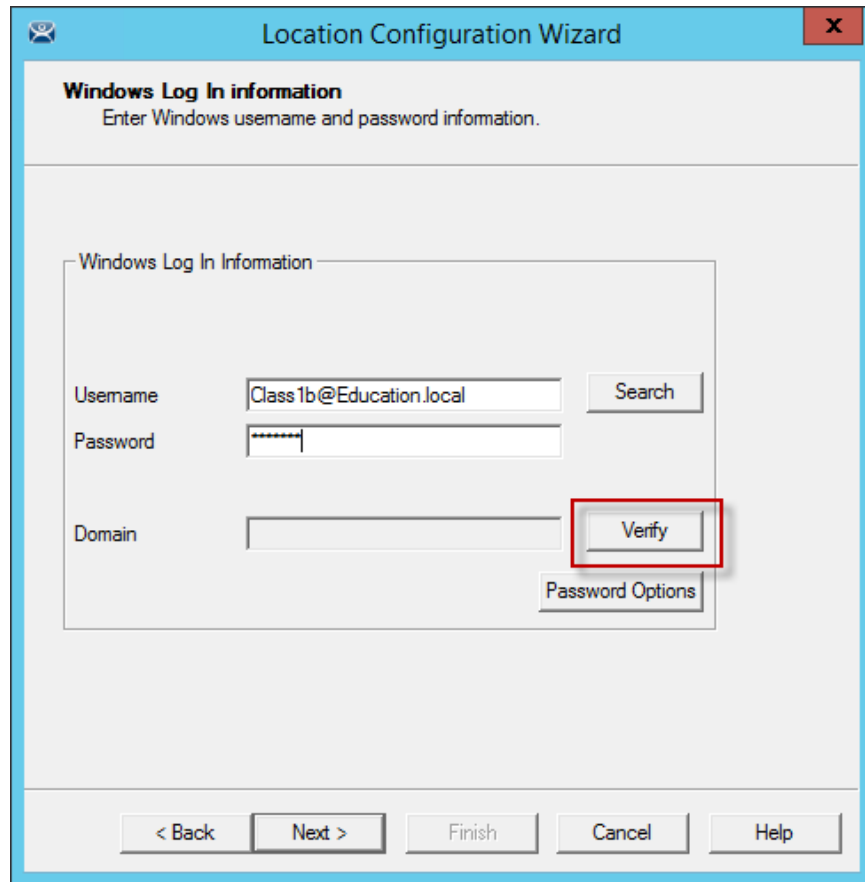 Location Configuration Wizard
x
Windows Log In information
Enter Windows username and password information.
Windows Log In Information
Username Class1b@Education.local Search
Password *******
Domain Verify
Password Options
< Back Next > Finish Cancel Help